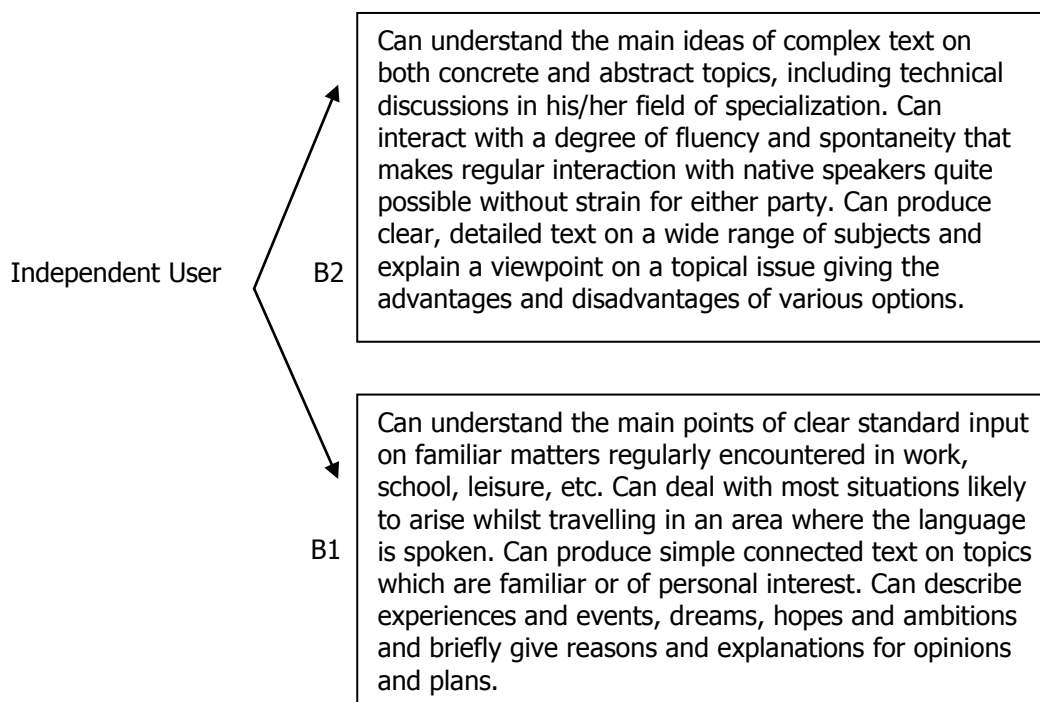 Can understand the main ideas of complex text on
both concrete and abstract topics, including technical
discussions in his/her field of specialization. Can
interact with a degree of fluency and spontaneity that
makes regular interaction with native speakers quite
possible without strain for either party. Can produce
clear, detailed text on a wide range of subjects and
explain a viewpoint on a topical issue giving the
advantages and disadvantages of various options.
Independent User
B2
Can understand the main points of clear standard input
on familiar matters regularly encountered in work,
school, leisure, etc. Can deal with most situations likely
to arise whilst travelling in an area where the language
is spoken. Can produce simple connected text on topics
which are familiar or of personal interest. Can describe
experiences and events, dreams, hopes and ambitions
and briefly give reasons and explanations for opinions
and plans.
B1